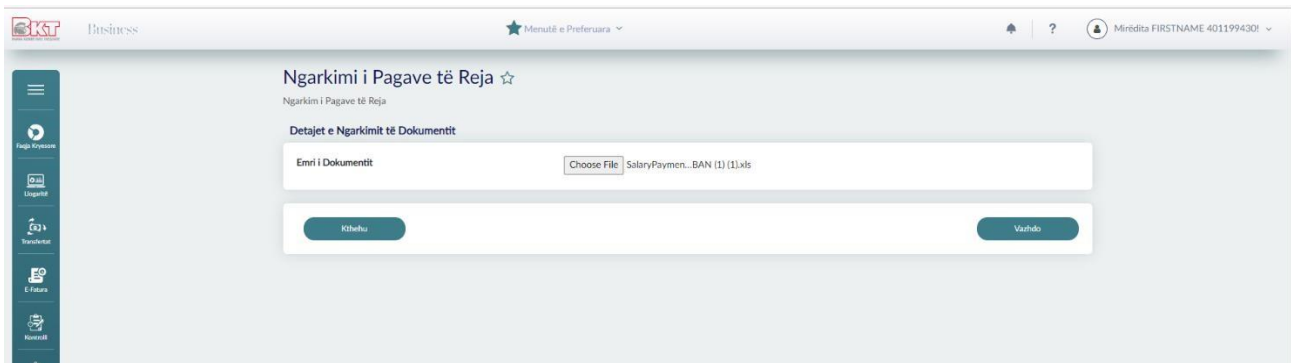 BKT
Business
Menutë e Preferuara
?
Mirëdita FIRSTNAME 401199430!
Ngarkimi i Pagave të Reja
Ngarkim i Pagave të Reja
Detajet e Ngarkimit të Dokumentit
Emri i Dokumentit
Choose File SalaryPaymen...BAN (1) (1).xls
Kthehu
Vazhdo
Faqja Kryesore
Llogaritë
Transfertat
E-Fatura
Kontrolli